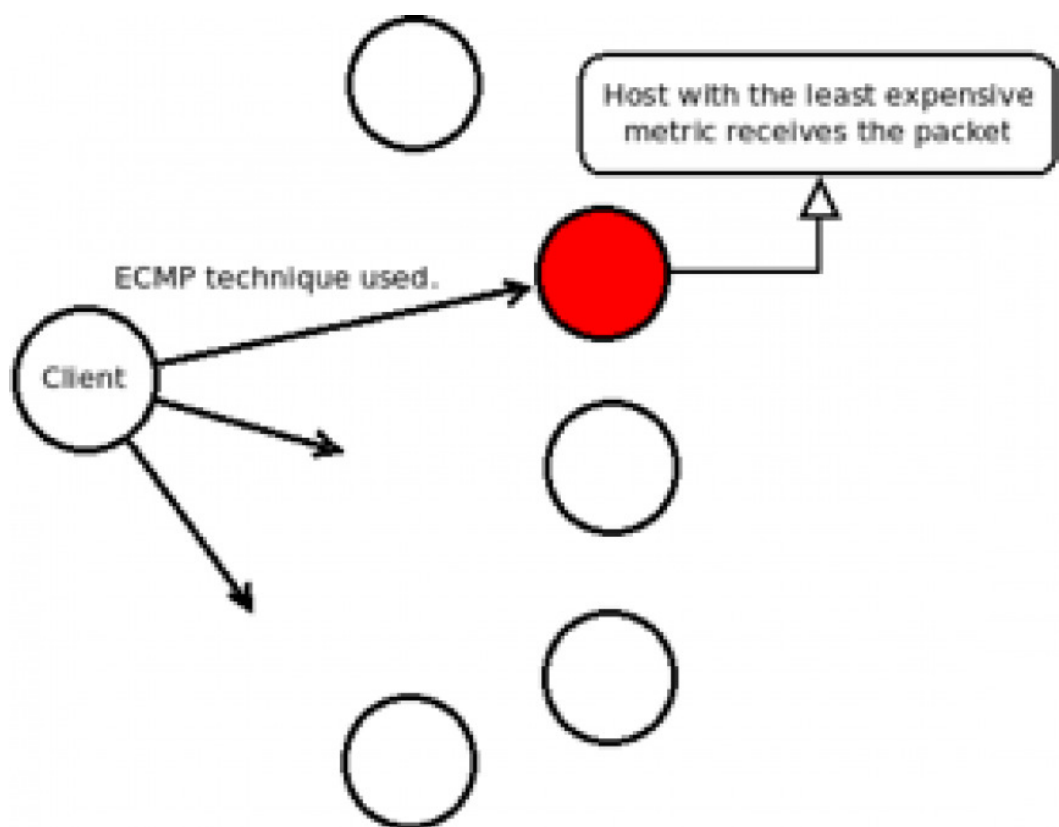 Host with the least expensive
metric receives the packet
ECMP technique used.
Client